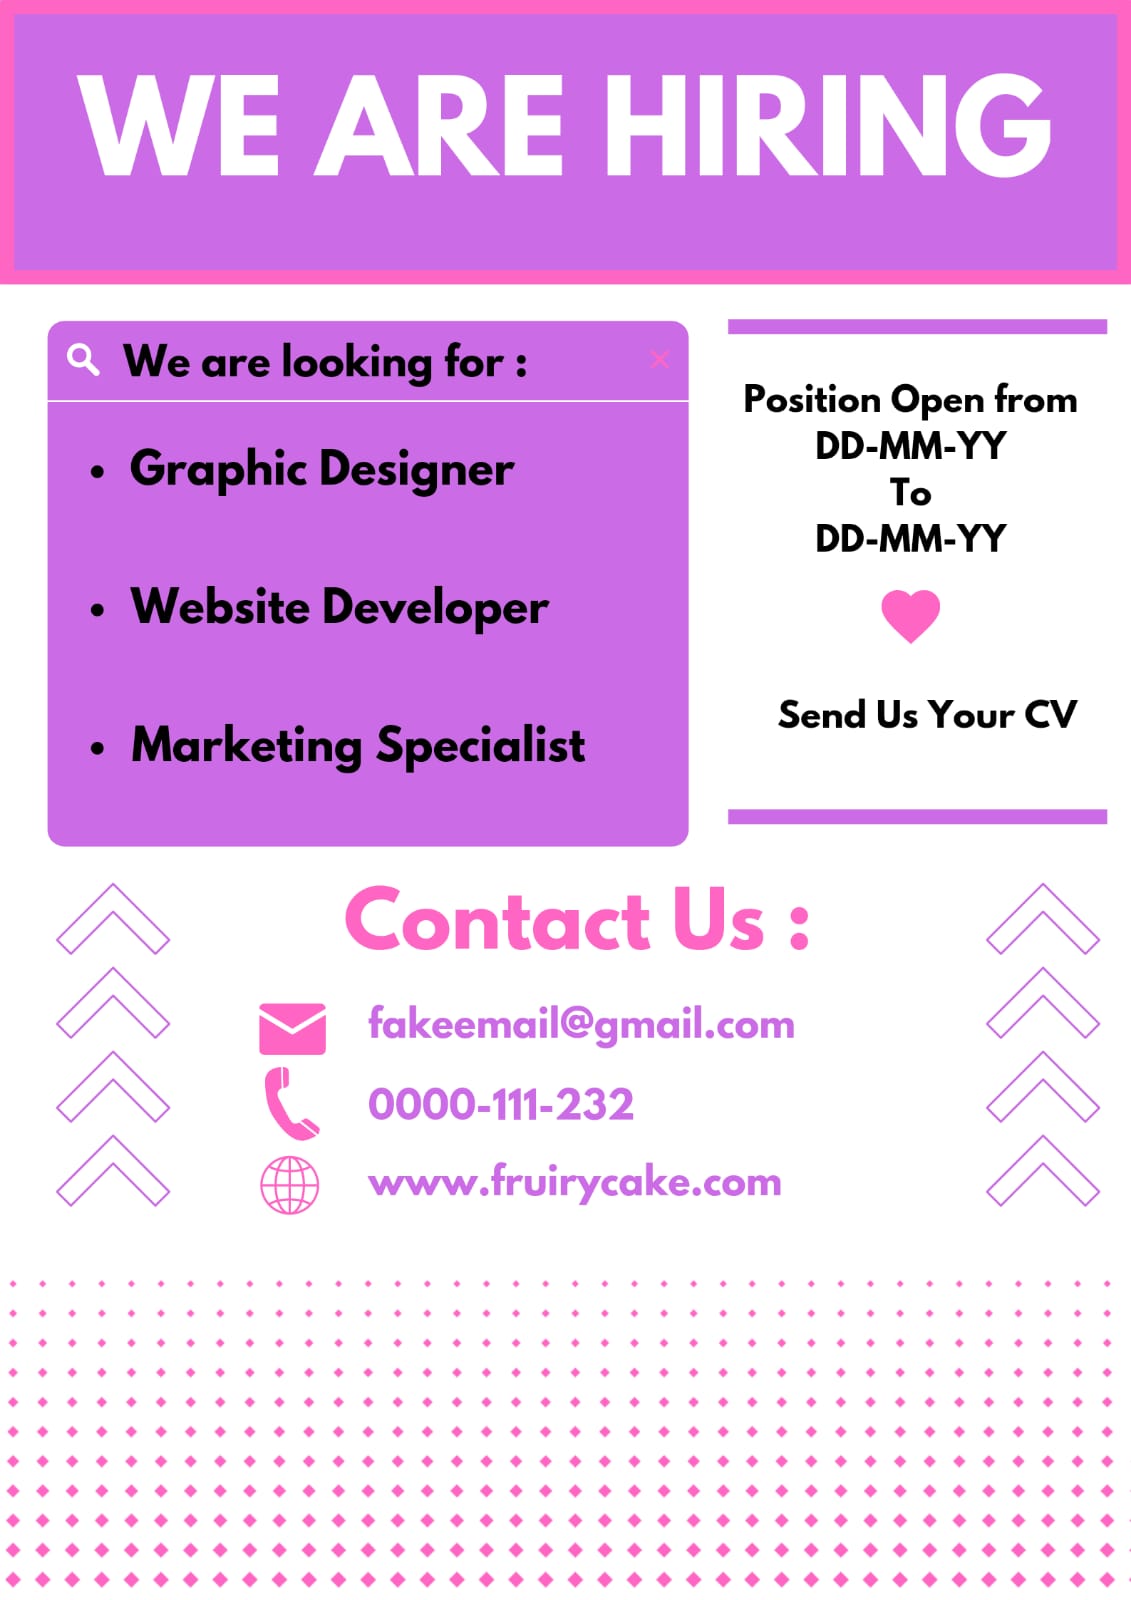 WE ARE HIRING
We are looking for :
Graphic Designer
Website Developer
Marketing Specialist
Position Open from
DD-MM-YY
To
DD-MM-YY
Send Us Your CV
Contact Us :
fakeemail@gmail.com
0000-111-232
www.fruirycake.com